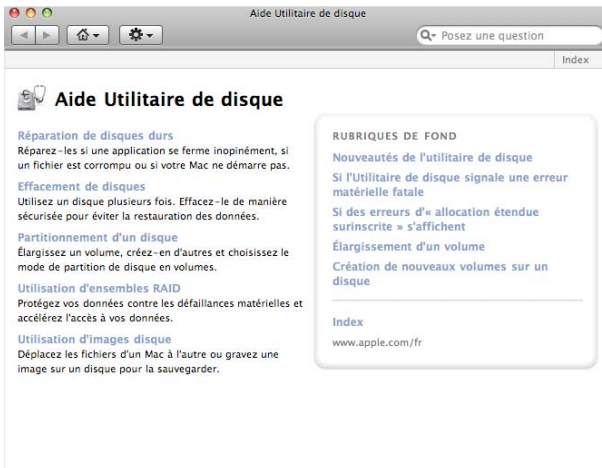 Aide Utilitaire de disque
Posez une question
Index
Aide Utilitaire de disque
Réparation de disques durs
Réparez-les si une application se ferme inopinément, si
un fichier est corrompu ou si votre Mac ne démarre pas.
Effacement de disques
Utilisez un disque plusieurs fois. Effacez-le de manière
sécurisée pour éviter la restauration des données.
Partitionnement d'un disque
Élargissez un volume, créez-en d'autres et choisissez le
mode de partition de disque en volumes.
Utilisation d'ensembles RAID
Protégez vos données contre les défaillances matérielles et
accélérez l'accès à vos données.
Utilisation d'images disque
Déplacez les fichiers d'un Mac à l'autre ou gravez une
image sur un disque pour la sauvegarder.
RUBRIQUES DE FOND
Nouveautés de l'utilitaire de disque
Si l'Utilitaire de disque signale une erreur
matérielle fatale
Si des erreurs d'« allocation étendue
surinscrite » s'affichent
Élargissement d'un volume
Création de nouveaux volumes sur un
disque
Index
www.apple.com/fr